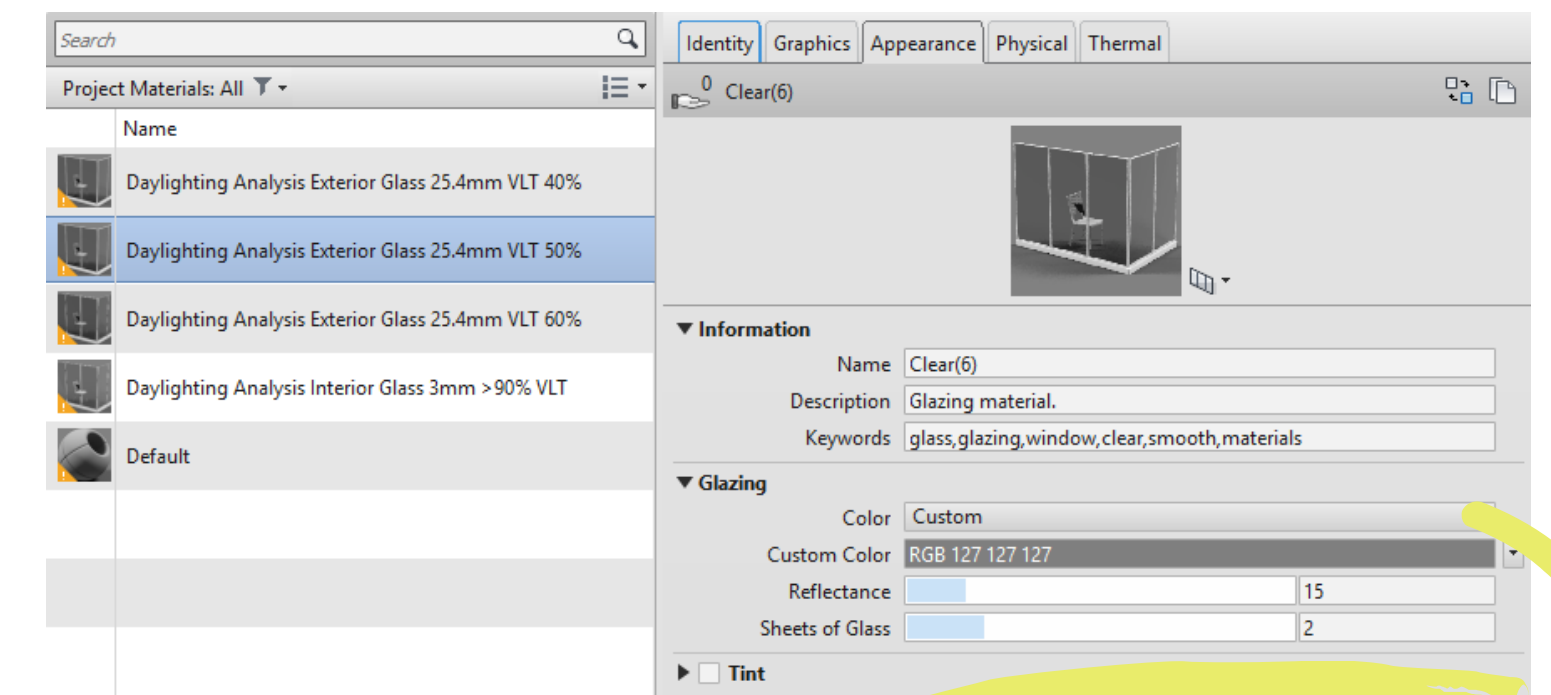 Search
Identity Graphics Appearance Physical Thermal
Project Materials: All
0 Clear(6)
Name
Daylighting Analysis Exterior Glass 25.4mm VLT 40%
Daylighting Analysis Exterior Glass 25.4mm VLT 50%
Daylighting Analysis Exterior Glass 25.4mm VLT 60%
Daylighting Analysis Interior Glass 3mm >90% VLT
Default
Information
Name Clear(6)
Description Glazing material.
Keywords glass,glazing,window,clear,smooth,materials
Glazing
Color Custom
Custom Color RGB 127 127 127
Reflectance 15
Sheets of Glass 2
Tint